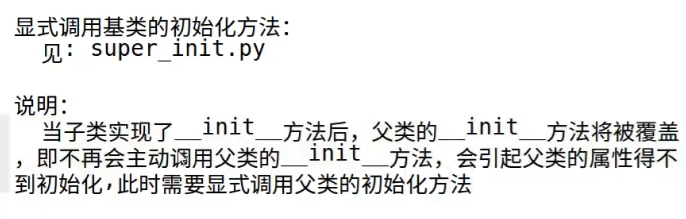 显式调用基类的初始化方法：
见: super_init.py
说明：
当子类实现了__init__方法后，父类的__init__方法将被覆盖
，即不再会主动调用父类的__init__方法，会引起父类的属性得不
到初始化,此时需要显式调用父类的初始化方法